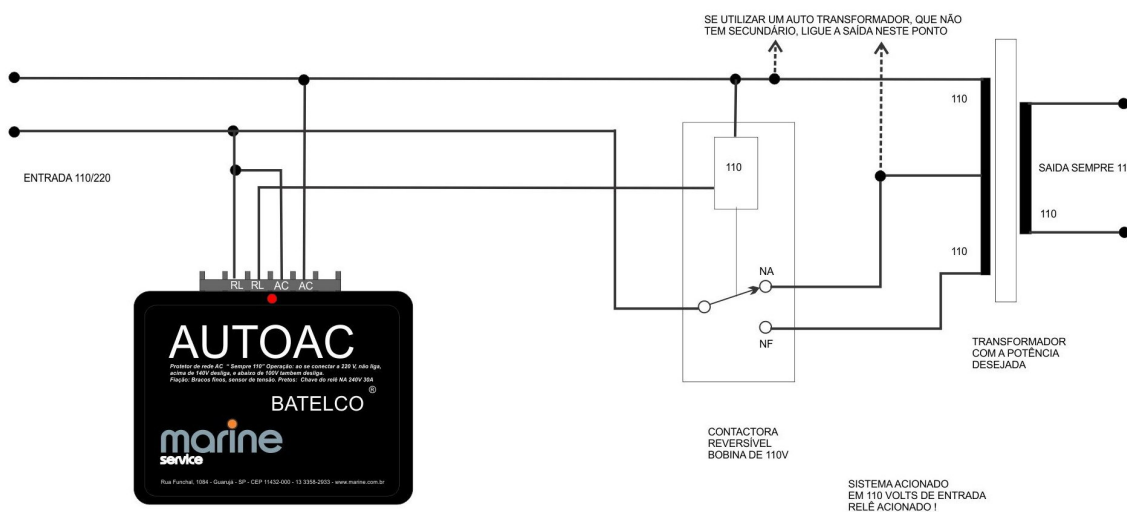 SE UTILIZAR UM AUTO TRANSFORMADOR, QUE NÃO
TEM SECUNDÁRIO, LIGUE A SAÍDA NESTE PONTO
110
110
ENTRADA 110/220
SAIDA SEMPRE 11
110
110
NA
NF
RL RL AC AC
AUTOAC
Protetor de rede AC " Sempre 110" Operação: ao se conectar a 220 V, não liga,
acima de 140V desliga, e abaixo de 100V tambem desliga.
Fiação: Bracos finos, sensor de tensão. Pretos: Chave do relê NA 240V 30A
BATELCO ®
marine
service
Rua Funchal, 1084 - Guarujá - SP - CEP 11432-000 - 13 3358-2933 - www.marine.com.br
TRANSFORMADOR
COM A POTÊNCIA
DESEJADA
CONTACTORA
REVERSÍVEL
BOBINA DE 110V
SISTEMA ACIONADO
EM 110 VOLTS DE ENTRADA
RELÊ ACIONADO !